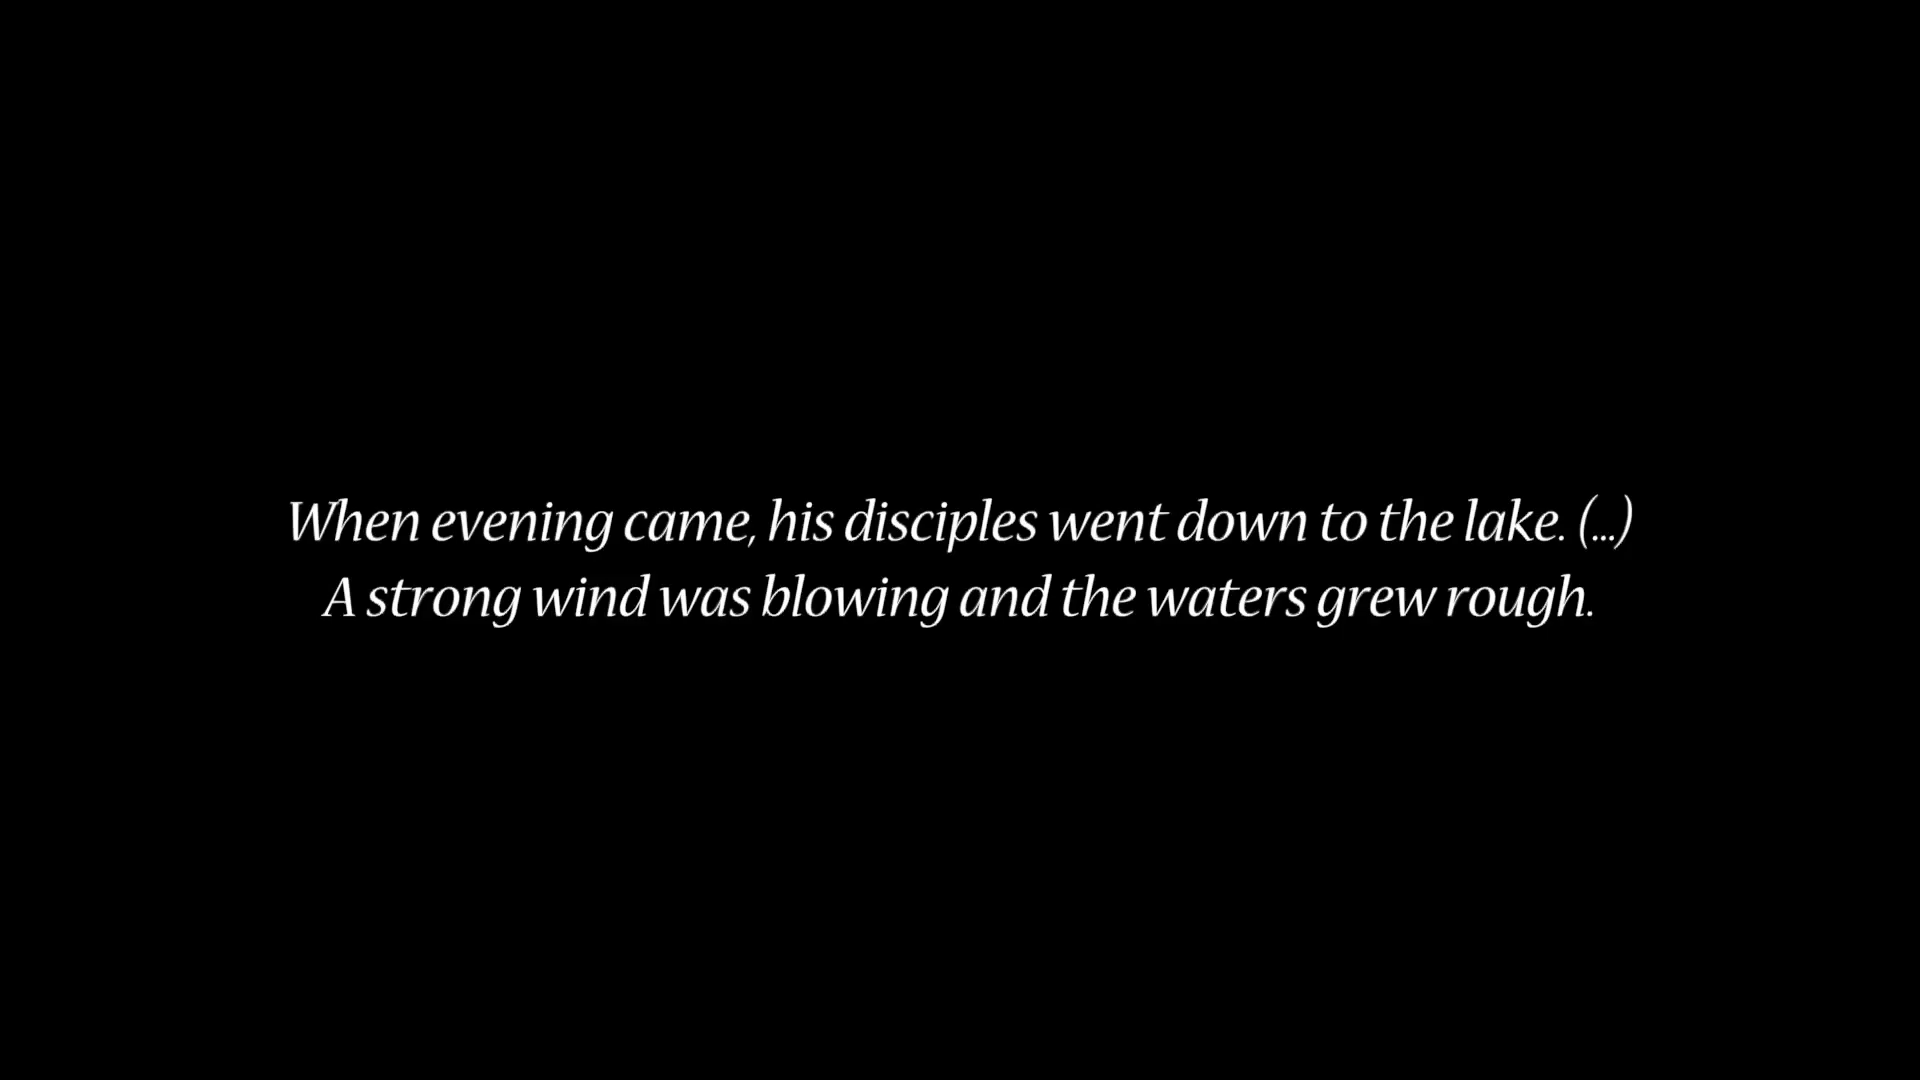 When evening came, his disciples went down to the lake. (...)
A strong wind was blowing and the waters grew rough.